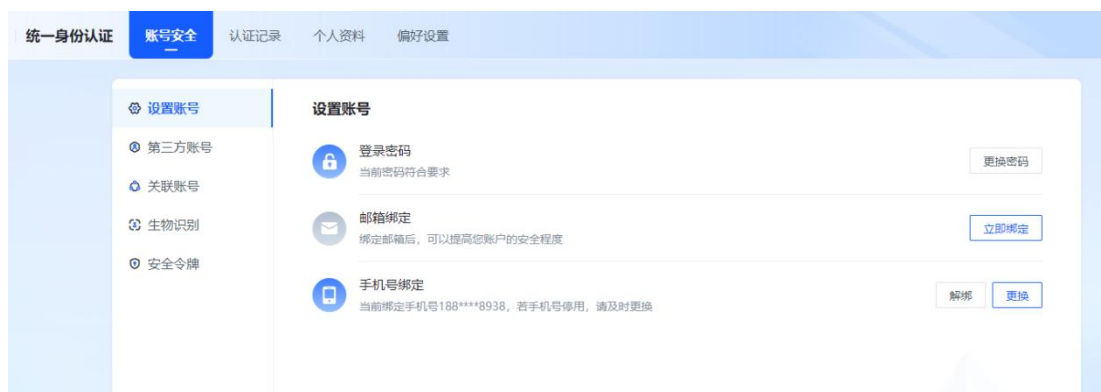 统一身份认证 账号安全 认证记录 个人资料 偏好设置
设置账号
第三方账号
关联账号
生物识别
安全令牌
设置账号
登录密码
当前密码符合要求
更换密码
邮箱绑定
绑定邮箱后，可以提高您账户的安全程度
立即绑定
手机号绑定
当前绑定手机号188****8938，若手机号停用，请及时更换
解绑 更换